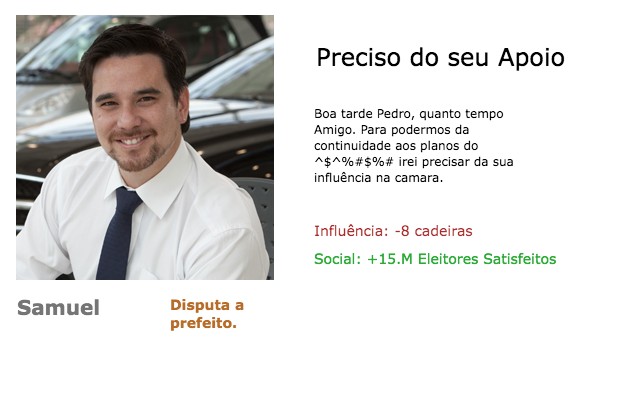 Preciso do seu Apoio
Boa tarde Pedro, quanto tempo
Amigo. Para podermos da
continuidade aos planos do
^$^%#$%# irei precisar da sua
influência na camara.
Influência: -8 cadeiras
Social: +15.M Eleitores Satisfeitos
Samuel
Disputa a
prefeito.